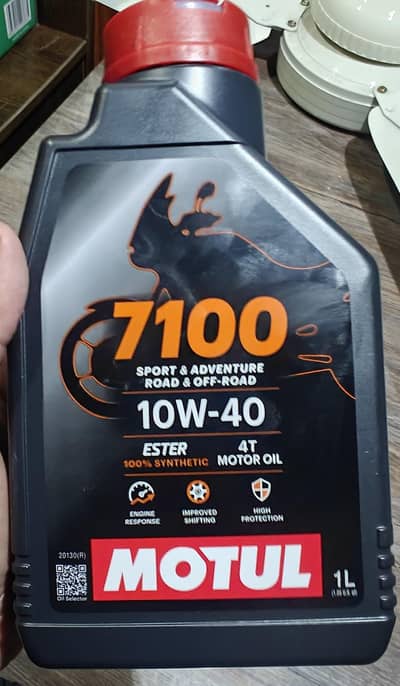 7100
SPORT & ADVENTURE
ROAD & OFF-ROAD
10W-40
ESTER
100% SYNTHETIC
4T
MOTOR OIL
ENGINE
RESPONSE
IMPROVED
SHIFTING
HIGH
PROTECTION
20130(R)
Oil Selector
MOTUL
1L